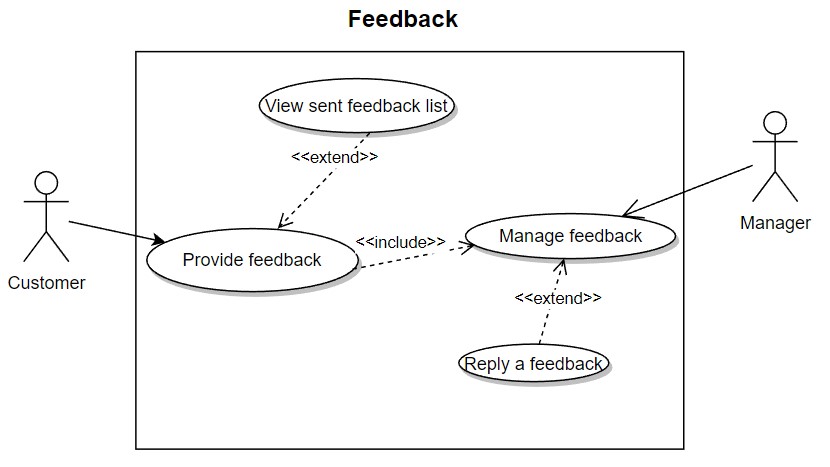 Feedback
View sent feedback list
<<extend>>
Customer
Provide feedback
<<include>>
Manage feedback
Manager
<<extend>>
Reply a feedback